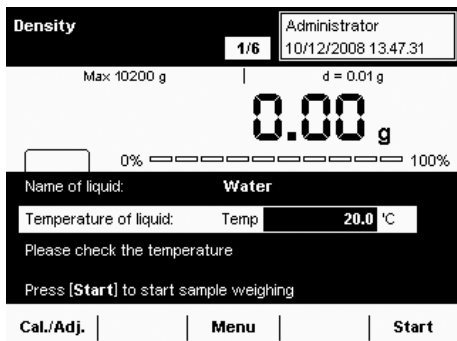 Density
1/6
Administrator
10/12/2008 13.47.31
Max 10200 g
d = 0.01 g
0.00 g
0% 100%
Name of liquid: Water
Temperature of liquid: Temp 20.0 °C
Please check the temperature
Press [Start] to start sample weighing
Cal./Adj. Menu Start